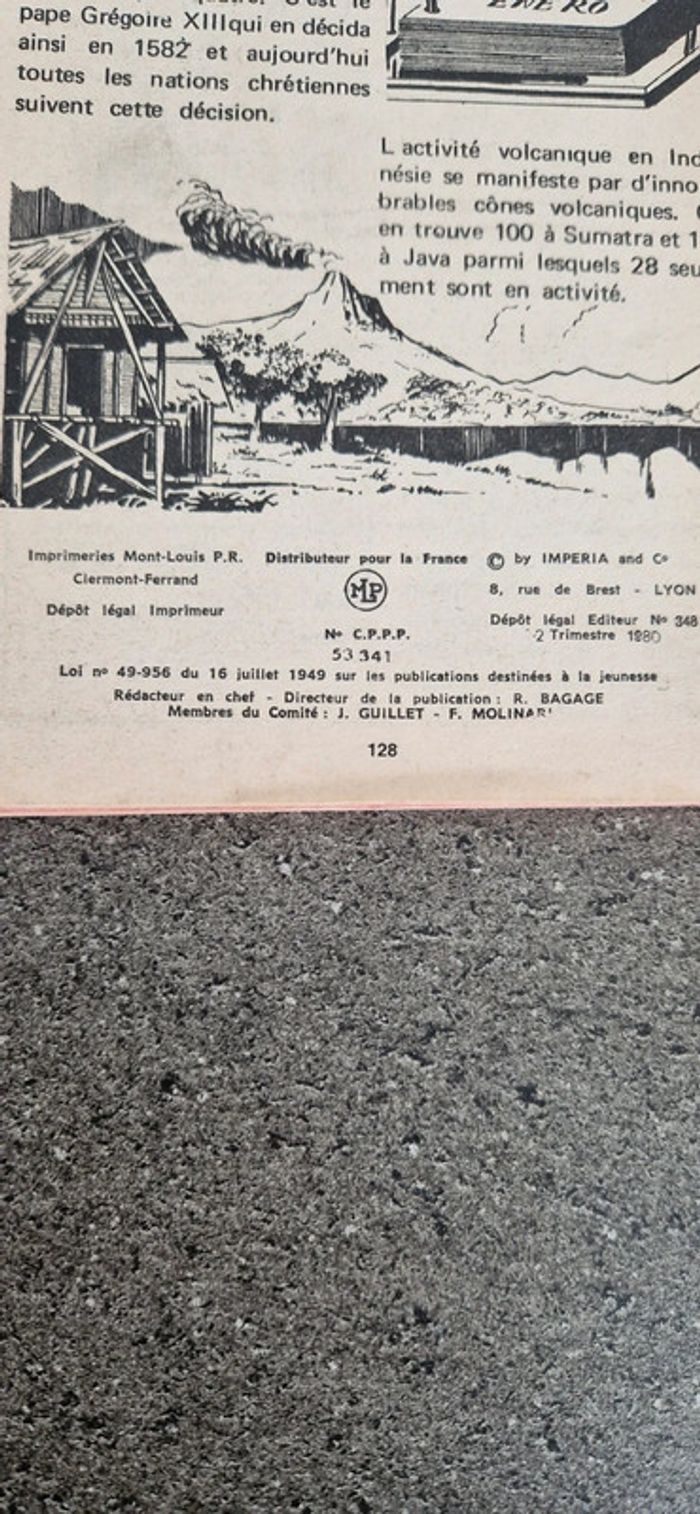 pape Grégoire XIII qui en décida
ainsi en 1582 et aujourd'hui
toutes les nations chrétiennes
suivent cette décision.
ENERO
L activité volcanique en Ind
nésie se manifeste par d'inno
brables cônes volcaniques.
en trouve 100 à Sumatra et 1
à Java parmi lesquels 28 seu
ment sont en activité.
Imprimeries Mont-Louis P.R.
Clermont-Ferrand
Dépôt légal Imprimeur
Distributeur pour la France
MLP
No C.P.P.P.
53 341
© by IMPERIA and Co
8, rue de Brest - LYON
Dépôt légal Editeur No 348
2 Trimestre 1980
Loi no 49-956 du 16 juillet 1949 sur les publications destinées à la jeunesse
Rédacteur en chef - Directeur de la publication : R. BAGAGE
Membres du Comité : J. GUILLET - F. MOLINARI
128